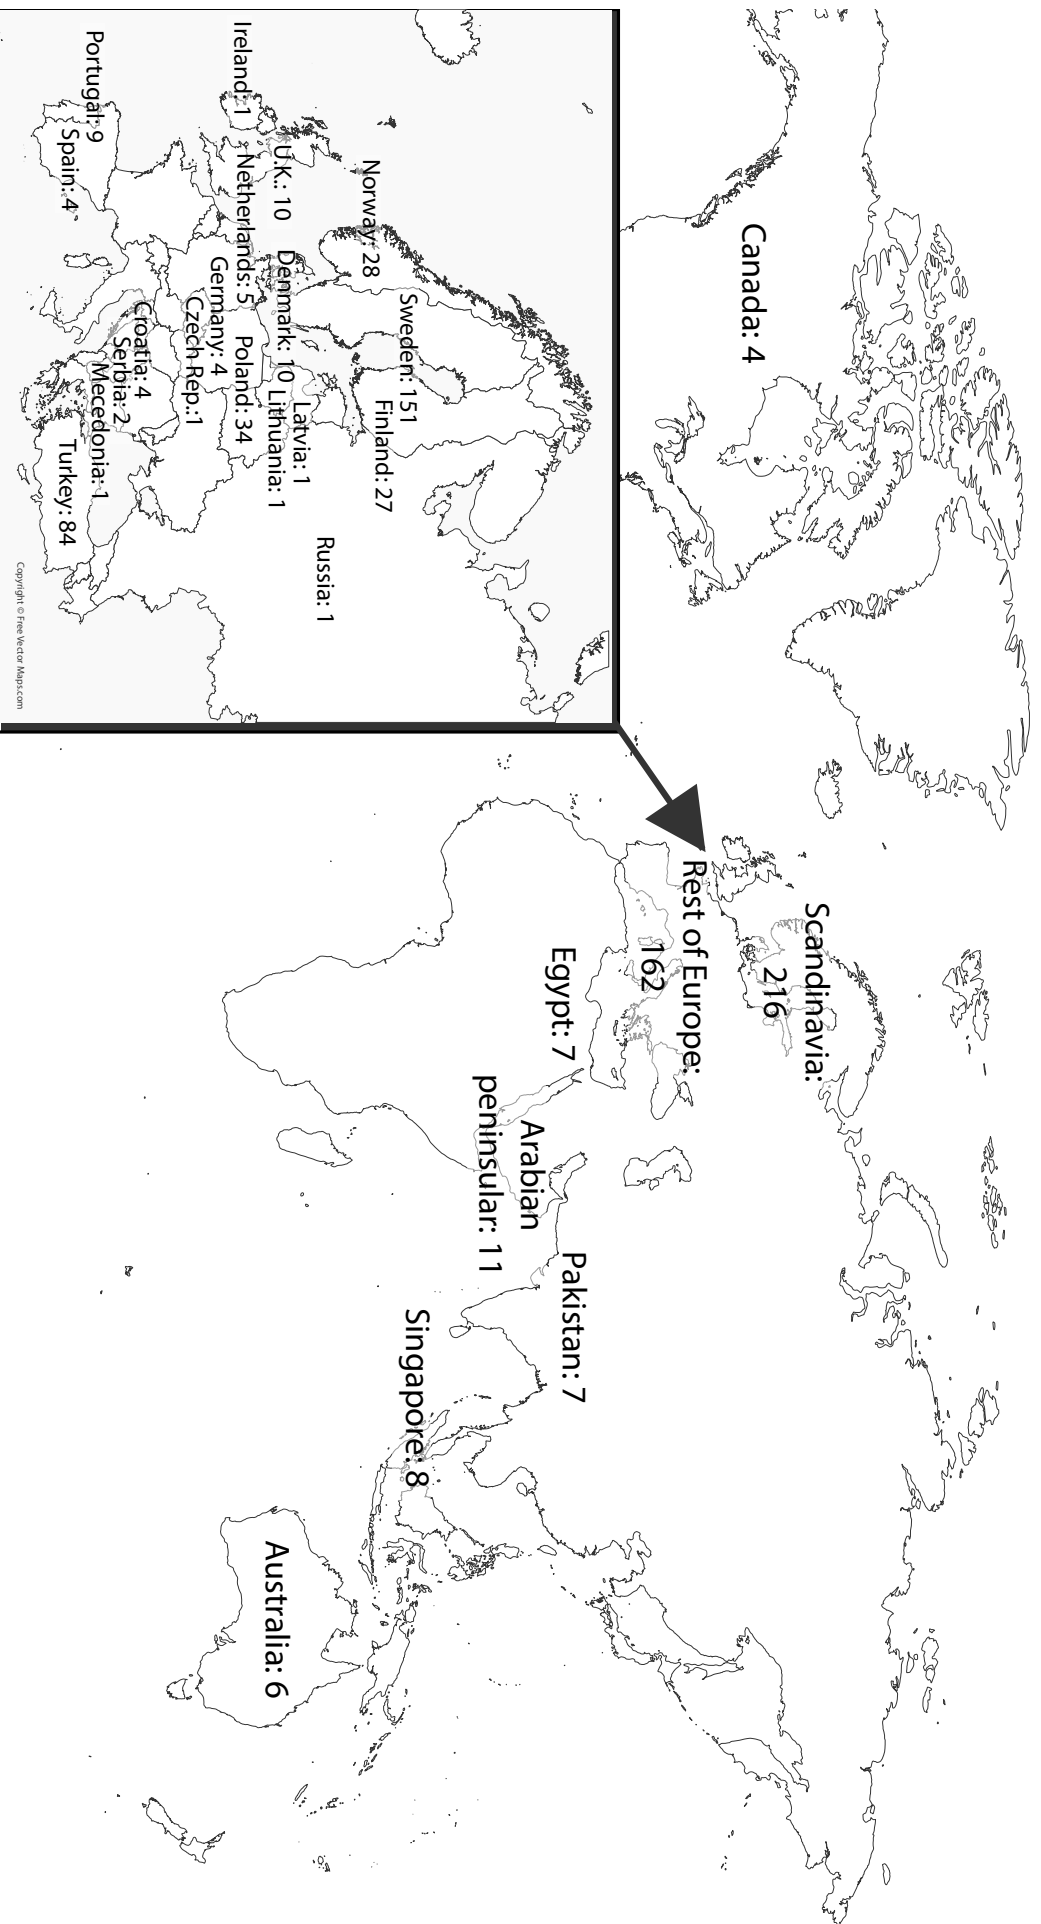 Canada: 4
Scandinavia:
216
Rest of Europe:
162
Egypt: 7
Arabian
peninsular: 11
Pakistan: 7
Singapore: 8
Australia: 6
Norway: 28
Sweden: 151
Finland: 27
Russia: 1
Ireland: 1
U.K.: 10
Denmark: 10
Latvia: 1
Lithuania: 1
Netherlands: 5
Germany: 4
Poland: 34
Czech Rep.:1
Portugal: 9
Spain: 4
Croatia: 4
Serbia: 2
Mecedonia: 1
Turkey: 84
Copyright © Free Vector Maps.com